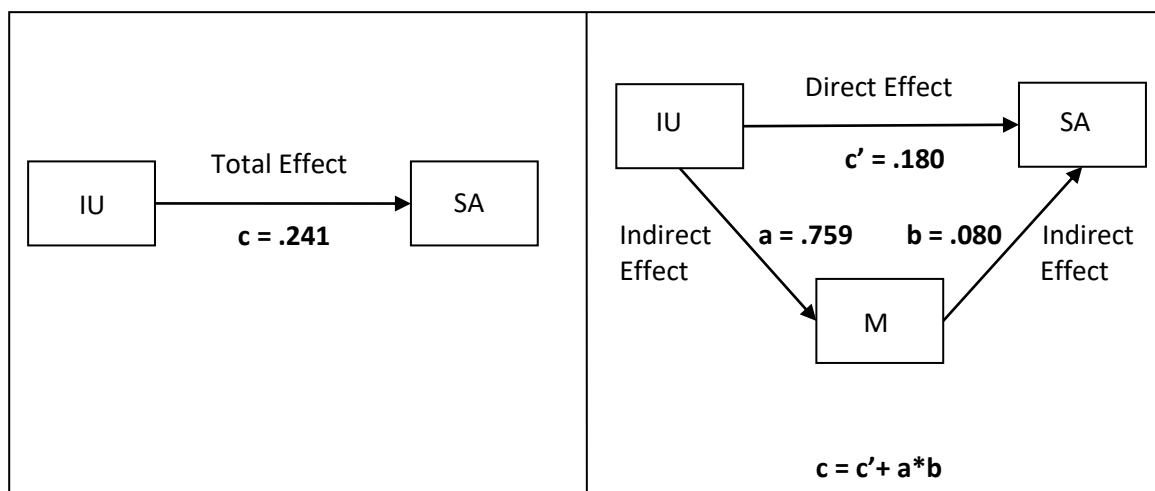 Total Effect
IU
SA
c = .241
Direct Effect
IU
SA
c’ = .180
Indirect
Effect
a = .759
b = .080
Indirect
Effect
M
c = c’+ a*b